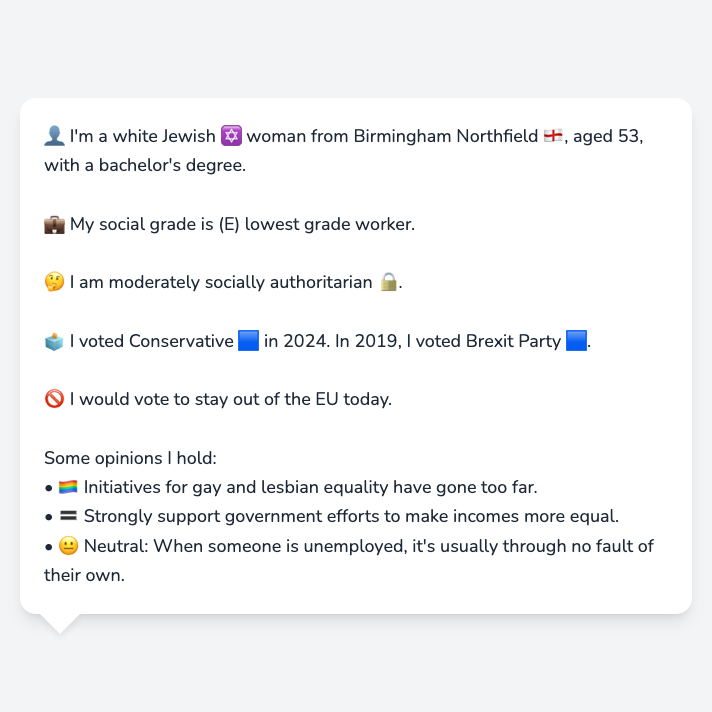 👤 I'm a white Jewish ✡️ woman from Birmingham Northfield 🏴󠁧󠁢󠁥󠁮󠁧󠁿, aged 53,
with a bachelor's degree.
💼 My social grade is (E) lowest grade worker.
🤔 I am moderately socially authoritarian 🔒.
🗳️ I voted Conservative 🟦 in 2024. In 2019, I voted Brexit Party 🟦.
🚫 I would vote to stay out of the EU today.
Some opinions I hold:
• 🏳️‍🌈 Initiatives for gay and lesbian equality have gone too far.
• 🟰 Strongly support government efforts to make incomes more equal.
• 😐 Neutral: When someone is unemployed, it's usually through no fault of
their own.